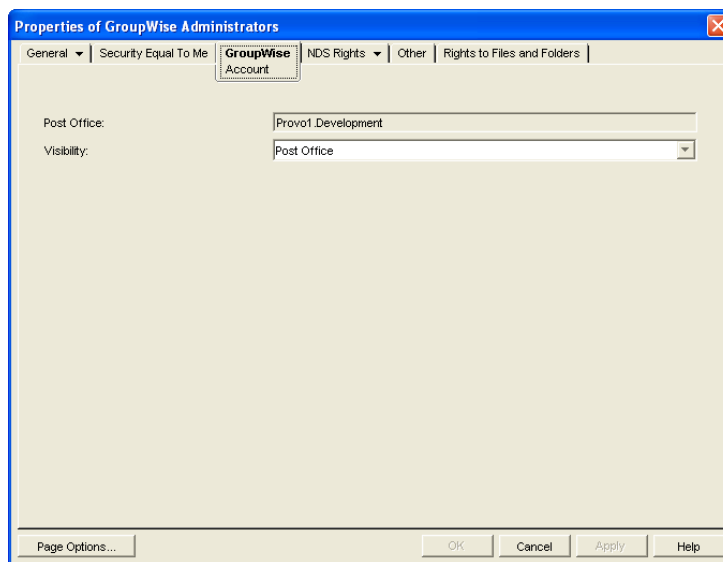 Properties of GroupWise Administrators
General Security Equal To Me GroupWise NDS Rights Other Rights to Files and Folders
Account
Post Office: Provo1.Development
Visibility: Post Office
Page Options... OK Cancel Apply Help